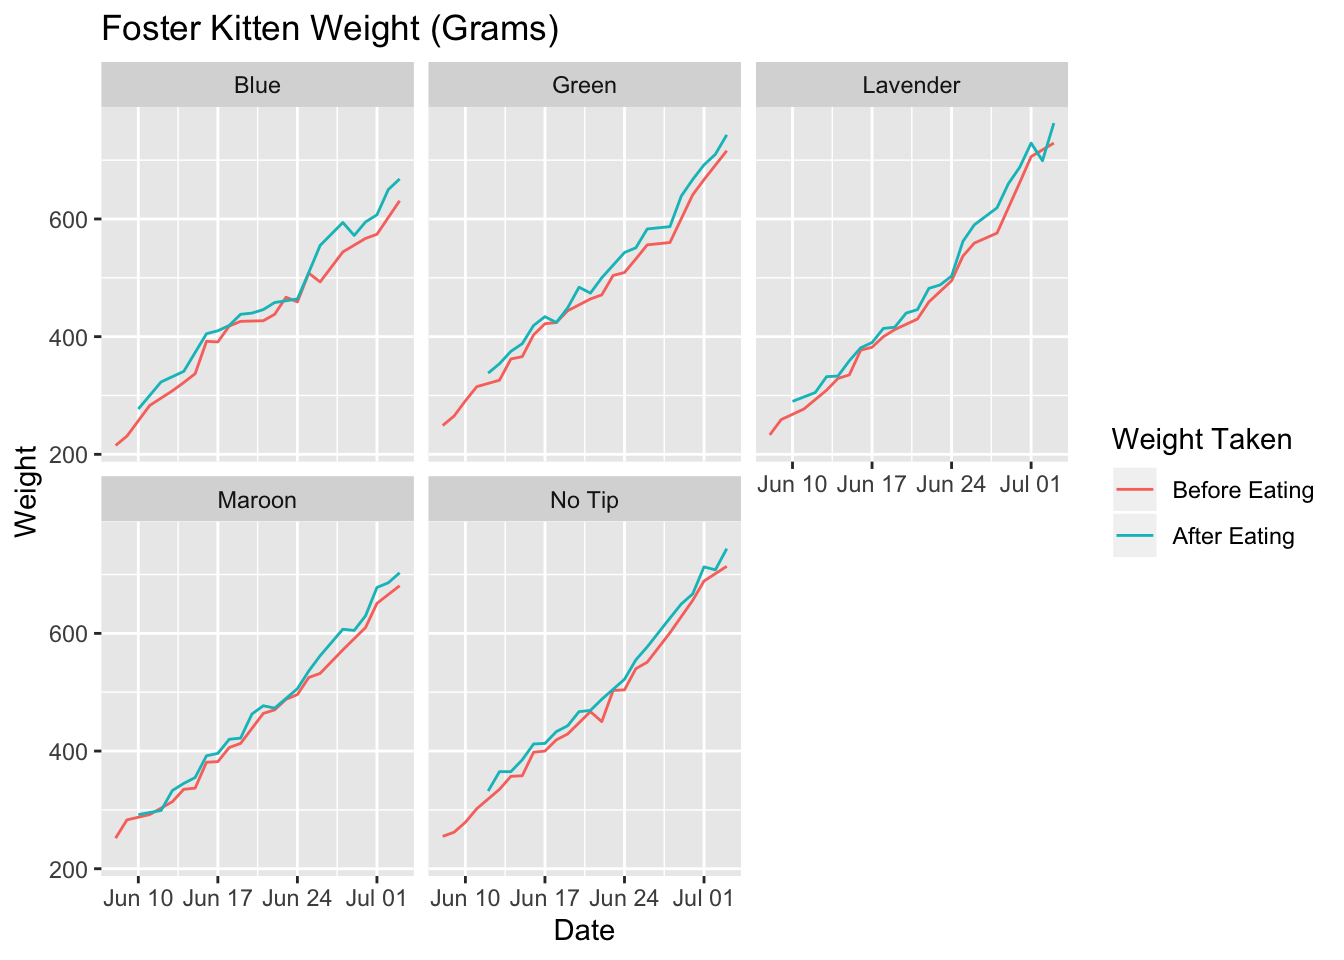 Foster Kitten Weight (Grams)
Blue
Green
Lavender
600
400
200
Jun 10 Jun 17 Jun 24 Jul 01
Maroon
No Tip
600
400
200
Jun 10 Jun 17 Jun 24 Jul 01
Jun 10 Jun 17 Jun 24 Jul 01
Date
Weight
Weight Taken
Before Eating
After Eating